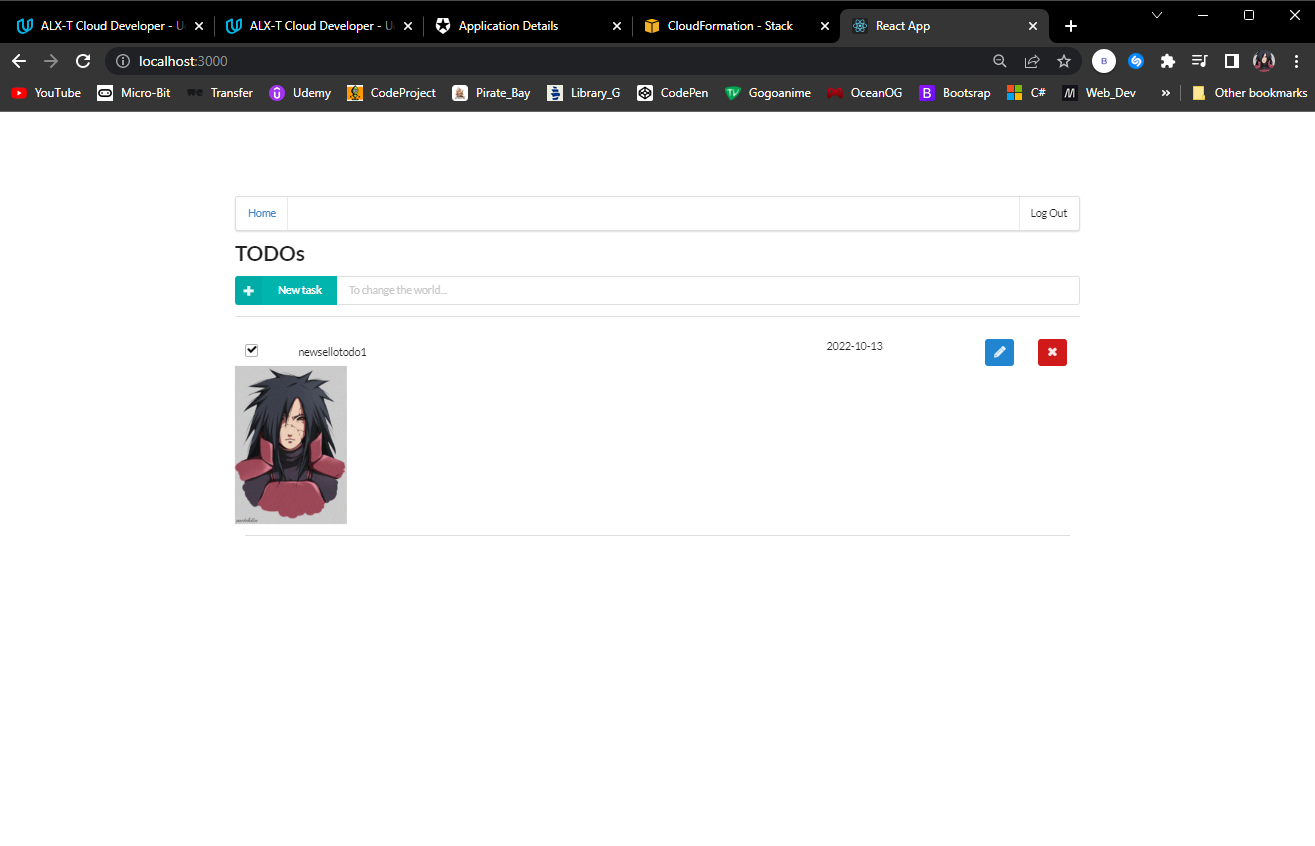 ALX-T Cloud Developer - U
ALX-T Cloud Developer - U
Application Details
CloudFormation - Stack
React App
localhost:3000
B
YouTube
Micro-Bit
we Transfer
Udemy
CodeProject
Pirate_Bay
Library_G
CodePen
TV Gogoanime
OceanOG
B Bootsrap
C#
M Web_Dev
»
Other bookmarks
Home
Log Out
TODOs
New task
To change the world...
newsellotodo1
2022-10-13